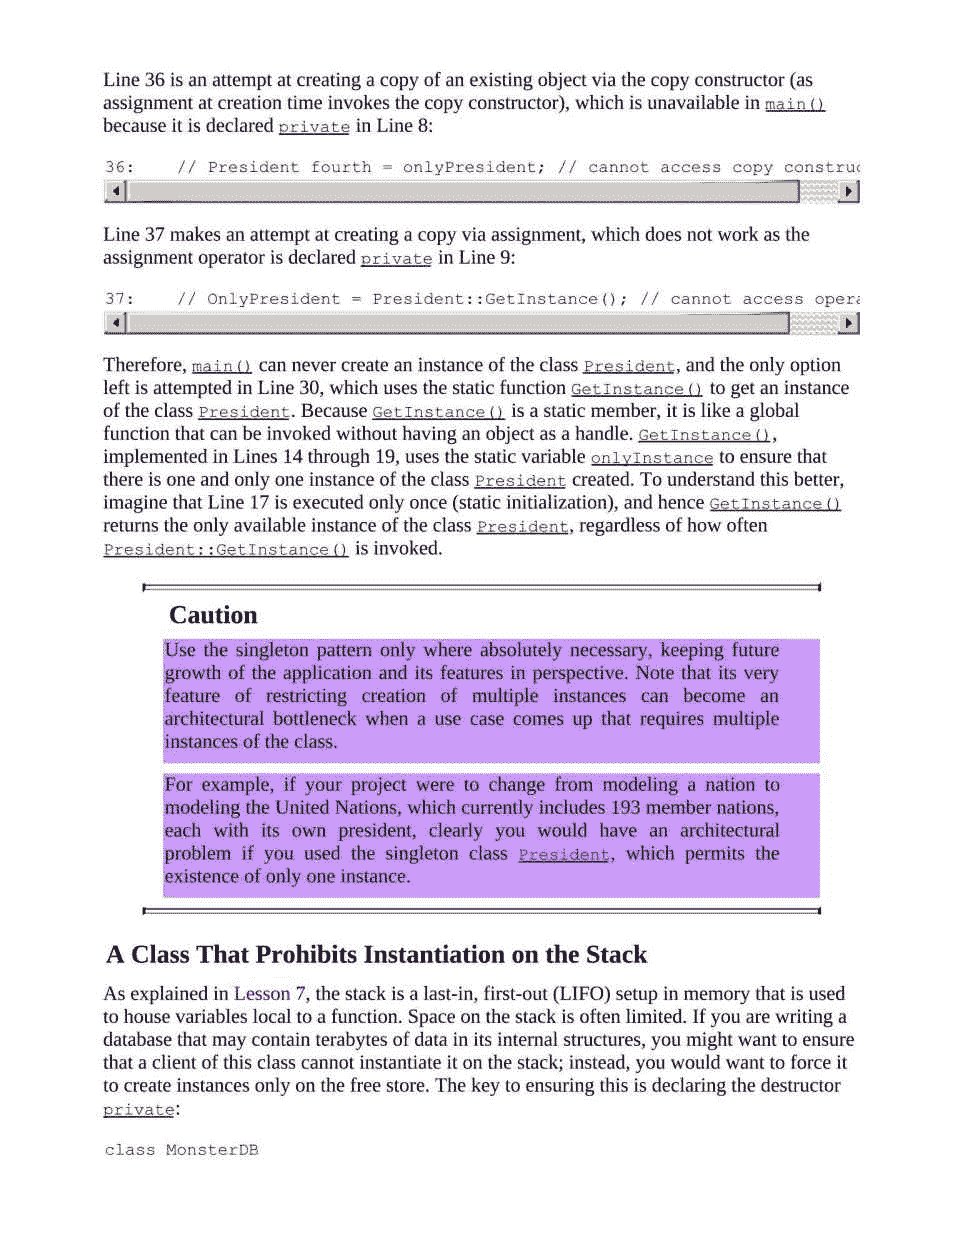 Line 36 is an attempt at creating a copy of an existing object via the copy constructor (as
assignment at creation time invokes the copy constructor), which is unavailable in main()
because it is declared private in Line 8:
36:    // President fourth = onlyPresident; // cannot access copy construc
Line 37 makes an attempt at creating a copy via assignment, which does not work as the
assignment operator is declared private in Line 9:
37:    // OnlyPresident = President::GetInstance(); // cannot access opera
Therefore, main() can never create an instance of the class President, and the only option
left is attempted in Line 30, which uses the static function GetInstance() to get an instance
of the class President. Because GetInstance() is a static member, it is like a global
function that can be invoked without having an object as a handle. GetInstance(),
implemented in Lines 14 through 19, uses the static variable onlyInstance to ensure that
there is one and only one instance of the class President created. To understand this better,
imagine that Line 17 is executed only once (static initialization), and hence GetInstance()
returns the only available instance of the class President, regardless of how often
President::GetInstance() is invoked.
Caution
Use the singleton pattern only where absolutely necessary, keeping future
growth of the application and its features in perspective. Note that its very
feature of restricting creation of multiple instances can become an
architectural bottleneck when a use case comes up that requires multiple
instances of the class.
For example, if your project were to change from modeling a nation to
modeling the United Nations, which currently includes 193 member nations,
each with its own president, clearly you would have an architectural
problem if you used the singleton class President, which permits the
existence of only one instance.
A Class That Prohibits Instantiation on the Stack
As explained in Lesson 7, the stack is a last-in, first-out (LIFO) setup in memory that is used
to house variables local to a function. Space on the stack is often limited. If you are writing a
database that may contain terabytes of data in its internal structures, you might want to ensure
that a client of this class cannot instantiate it on the stack; instead, you would want to force it
to create instances only on the free store. The key to ensuring this is declaring the destructor
private:
class MonsterDB